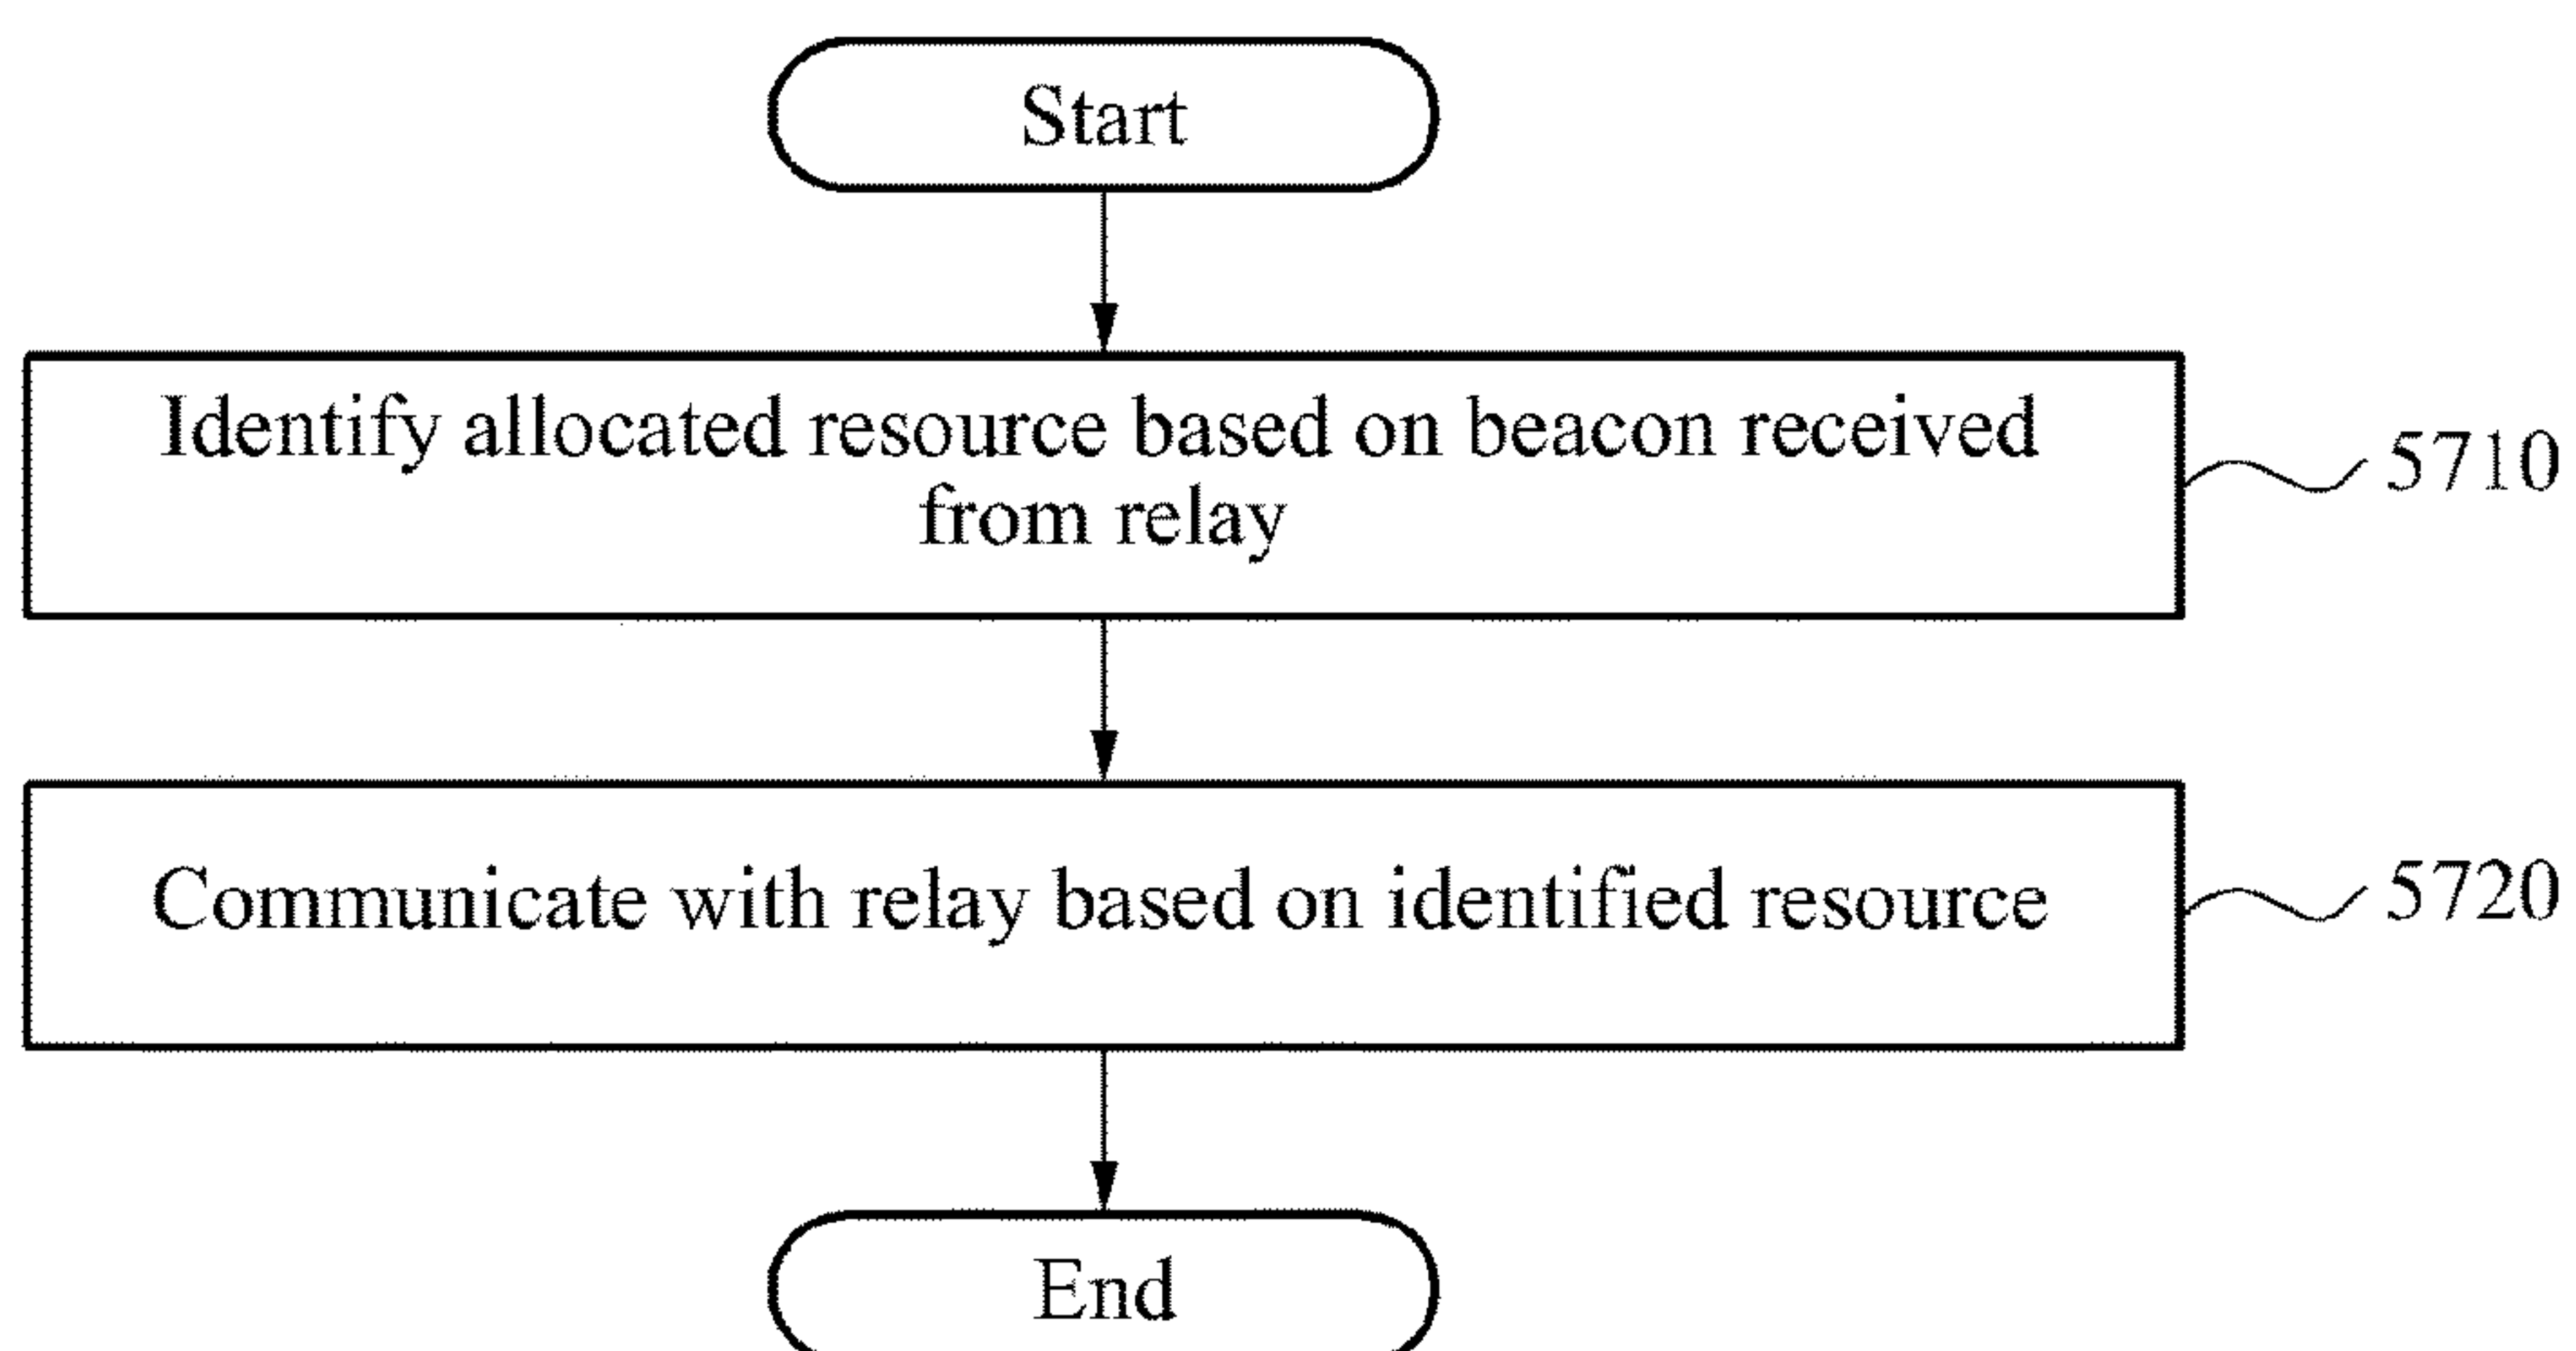 Start
Identify allocated resource based on beacon received
from relay
5710
Communicate with relay based on identified resource
5720
End